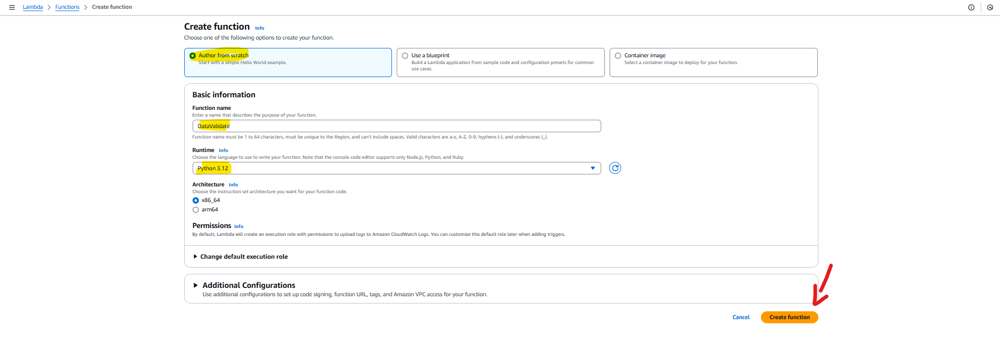 Lambda > Functions > Create function
Create function Info
Choose one of the following options to create your function.
Author from scratch
Start with a simple Hello World example.
Use a blueprint
Build a Lambda application from sample code and configuration presets for common
use cases.
Container image
Select a container image to deploy for your function.
Basic information
Function name
Enter a name that describes the purpose of your function.
DataValidate
Function name must be 1 to 64 characters, must be unique to the Region, and can't include spaces. Valid characters are a-z, A-Z, 0-9, hyphens (-), and underscores (_).
Runtime Info
Choose the language to use to write your function. Note that the console code editor supports only Node.js, Python, and Ruby.
Python 3.12
Architecture Info
Choose the instruction set architecture you want for your function code.
x86_64
arm64
Permissions Info
By default, Lambda will create an execution role with permissions to upload logs to Amazon CloudWatch Logs. You can customize this default role later when adding triggers.
Change default execution role
Additional Configurations
Use additional configurations to set up code signing, function URL, tags, and Amazon VPC access for your function.
Cancel Create function